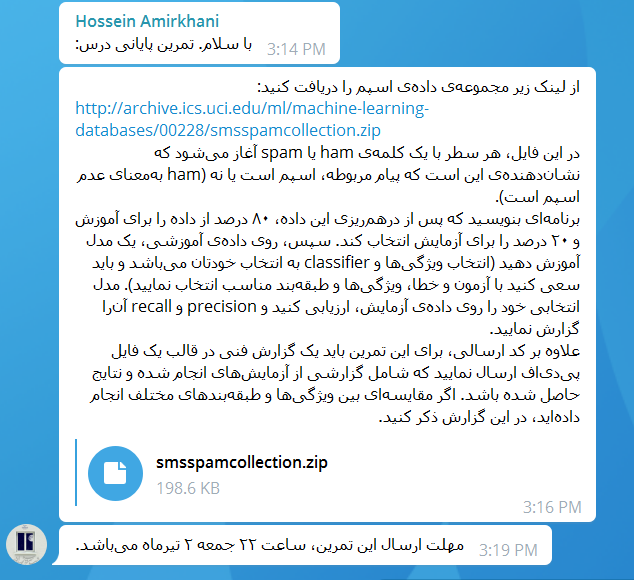 Hossein Amirkhani
با سلام. تمرین پایانی درس:
3:14 PM
از لینک زیر مجموعه‌ی داده‌ی اسپم را دریافت کنید:
http://archive.ics.uci.edu/ml/machine-learning-
databases/00228/smsspamcollection.zip
در این فایل، هر سطر با یک کلمه‌ی ham یا spam آغاز می‌شود که
نشان‌دهنده‌ی این است که پیام مربوطه، اسپم است یا نه (ham به‌معنای عدم
اسپم است).
برنامه‌ای بنویسید که پس از درهم‌ریزی این داده، ۸۰ درصد از داده را برای آموزش
و ۲۰ درصد را برای آزمایش انتخاب کند. سپس، روی داده‌ی آموزشی، یک مدل
آموزش دهید (انتخاب ویژگی‌ها و classifier به انتخاب خودتان می‌باشد و باید
سعی کنید با آزمون و خطا، ویژگی‌ها و طبقه‌بند مناسب انتخاب نمایید). مدل
انتخابی خود را روی داده‌ی آزمایش، ارزیابی کنید و precision و recall آن‌را
گزارش نمایید.
علاوه بر کد ارسالی، برای این تمرین باید یک گزارش فنی در قالب یک فایل
پی‌دی‌اف ارسال نمایید که شامل گزارشی از آزمایش‌های انجام شده و نتایج
حاصل شده باشد. اگر مقایسه‌ای بین ویژگی‌ها و طبقه‌بندهای مختلف انجام
داده‌اید، در این گزارش ذکر کنید.
smsspamcollection.zip
198.6 KB
3:16 PM
مهلت ارسال این تمرین، ساعت ۲۲ جمعه ۲ تیرماه می‌باشد.
3:19 PM